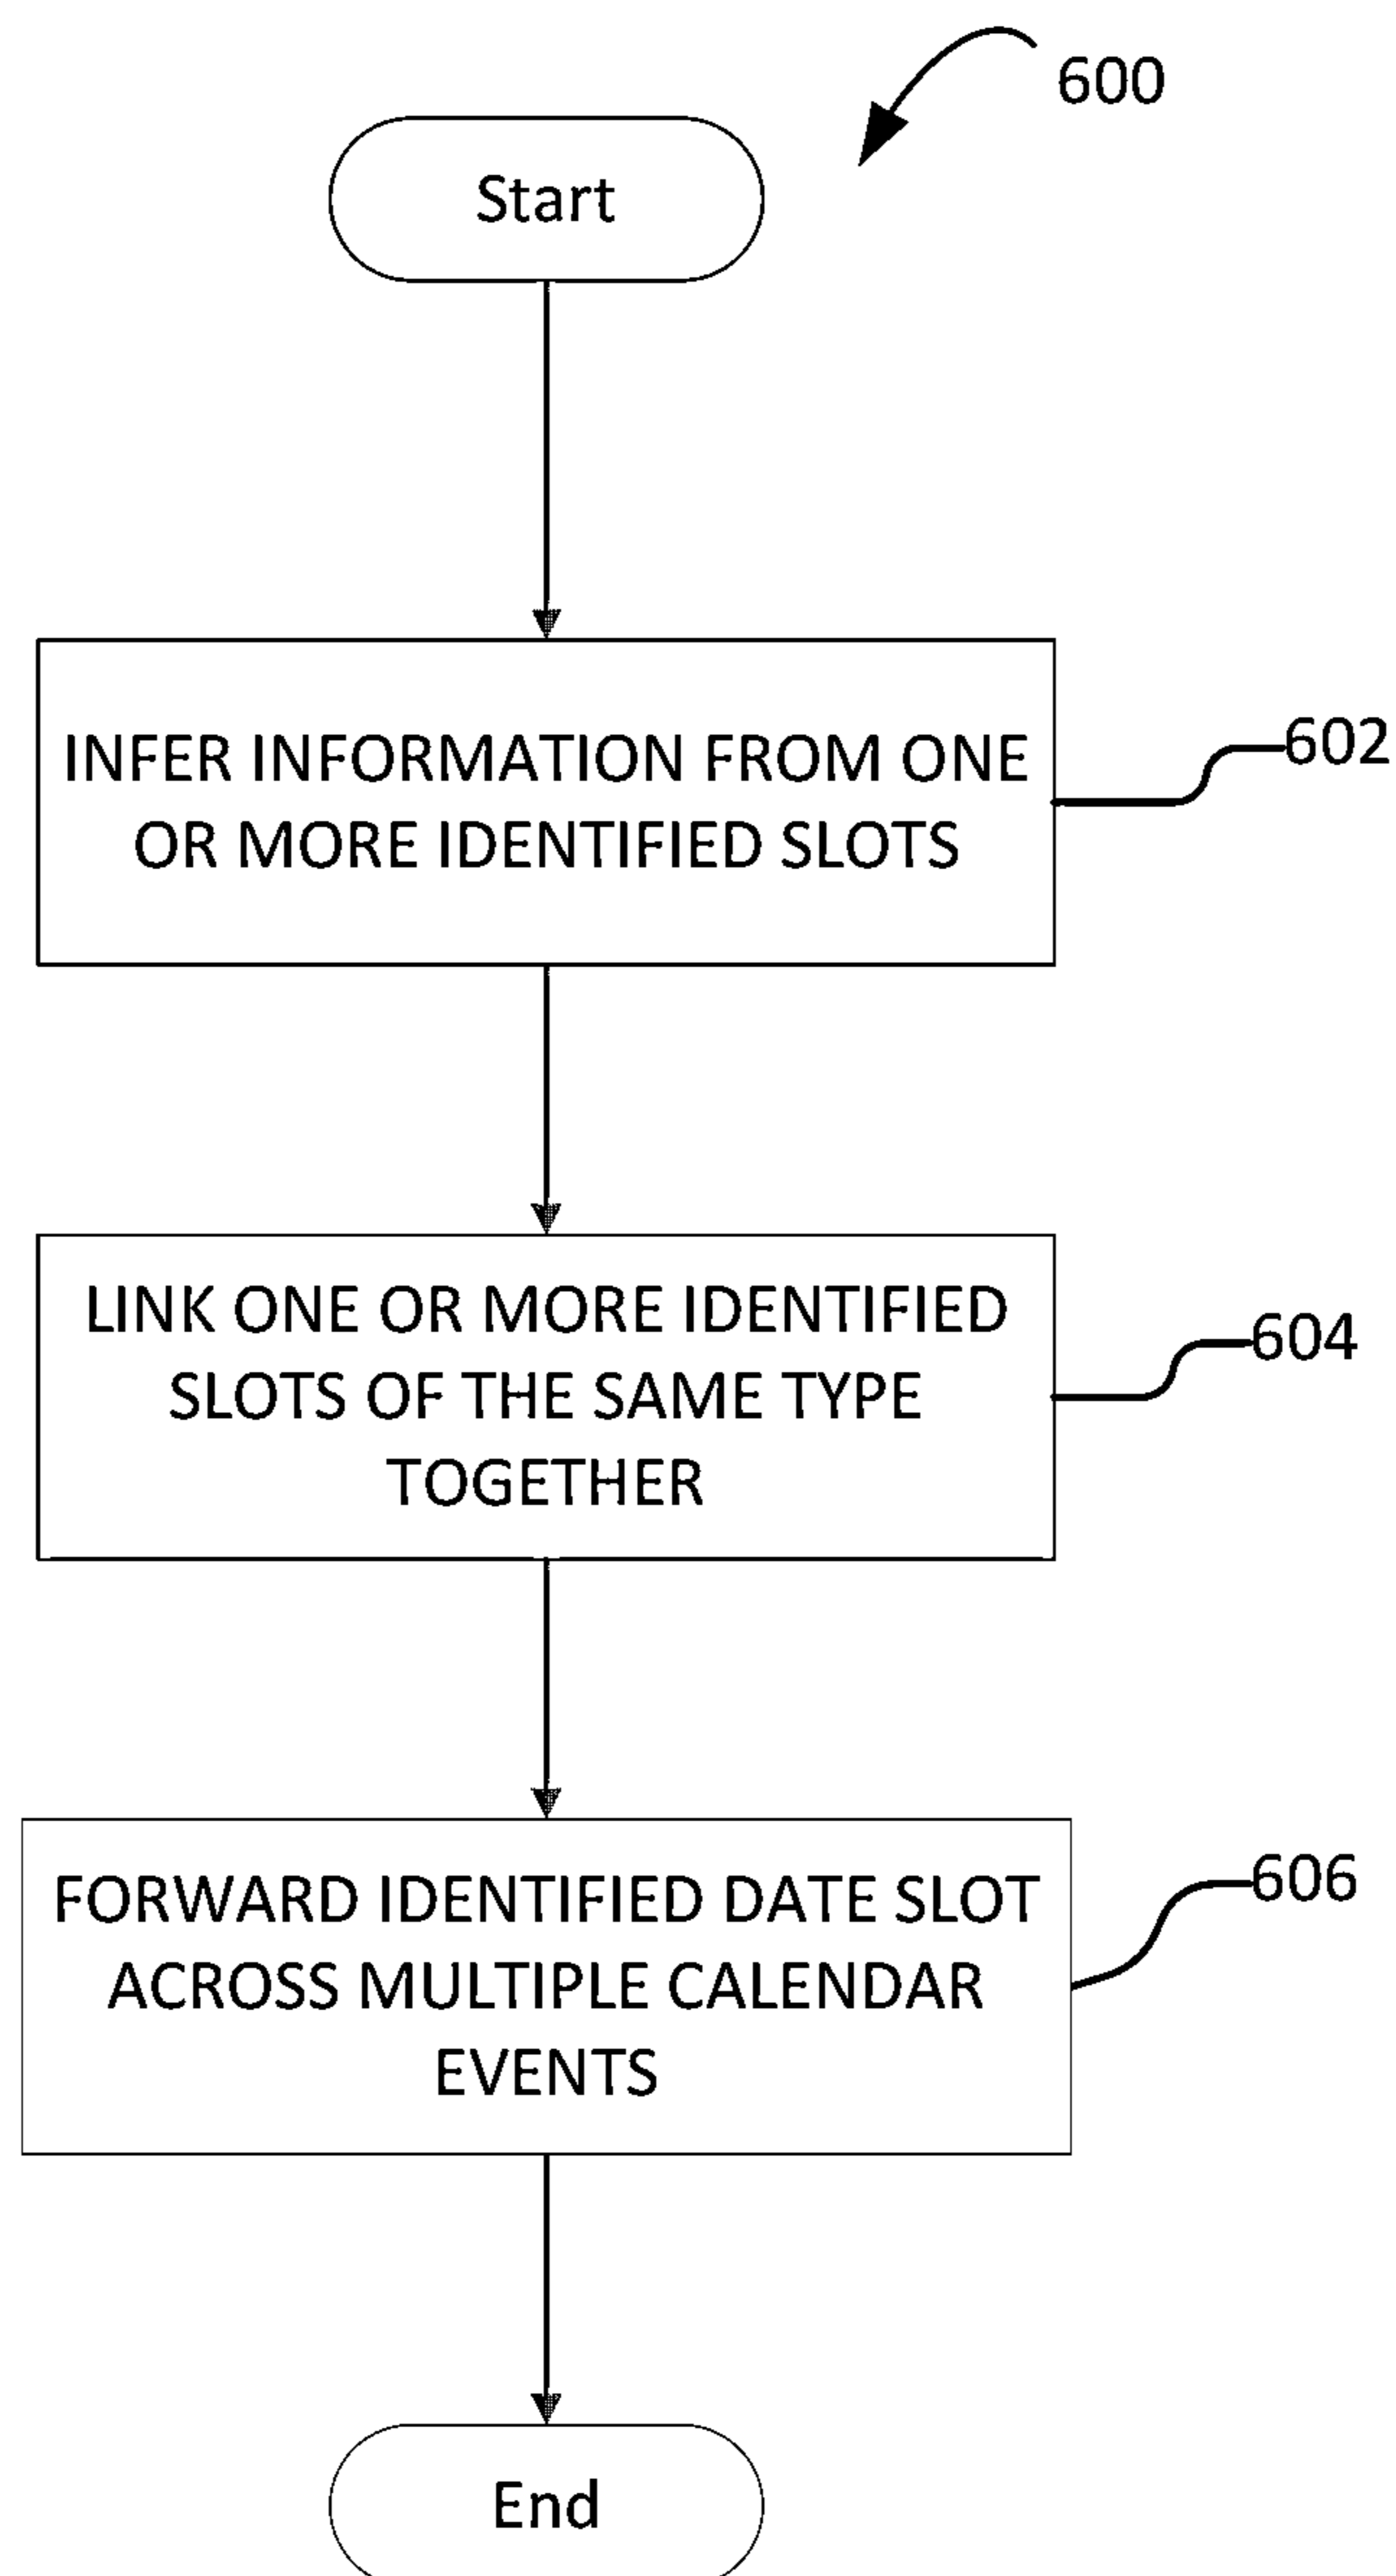 600
Start
INFER INFORMATION FROM ONE
OR MORE IDENTIFIED SLOTS
602
LINK ONE OR MORE IDENTIFIED
SLOTS OF THE SAME TYPE
TOGETHER
604
FORWARD IDENTIFIED DATE SLOT
ACROSS MULTIPLE CALENDAR
EVENTS
606
End